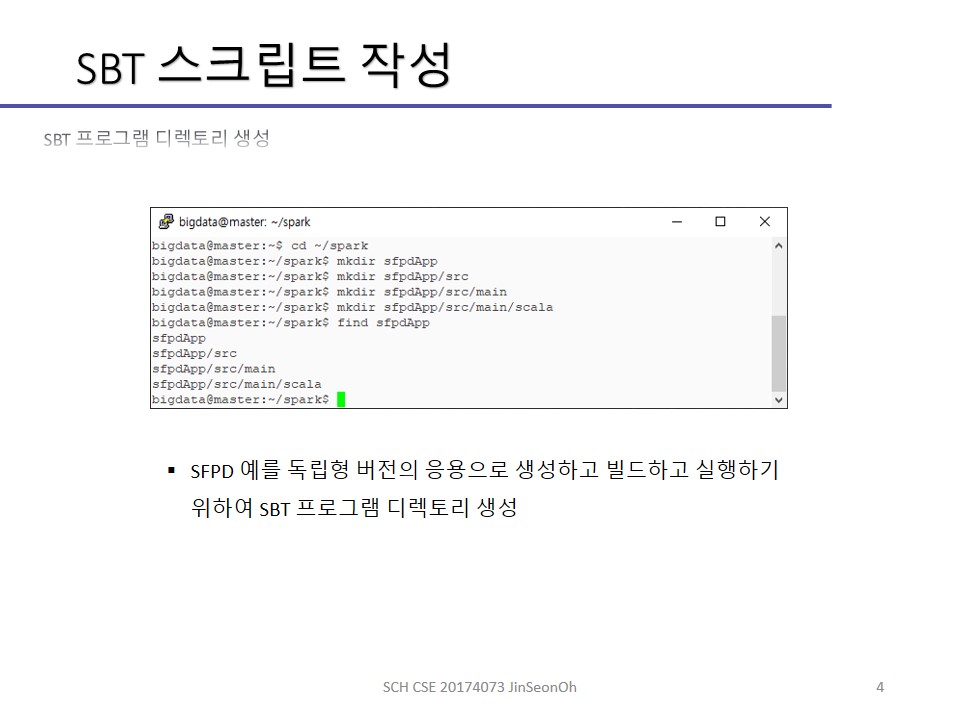 SBT 스크립트 작성
SBT 프로그램 디렉토리 생성
bigdata@master: ~/spark
bigdata@master:~$ cd ~/spark
bigdata@master:~/spark$ mkdir sfpdApp
bigdata@master:~/spark$ mkdir sfpdApp/src
bigdata@master:~/spark$ mkdir sfpdApp/src/main
bigdata@master:~/spark$ mkdir sfpdApp/src/main/scala
bigdata@master:~/spark$ find sfpdApp
sfpdApp
sfpdApp/src
sfpdApp/src/main
sfpdApp/src/main/scala
bigdata@master:~/spark$
▪ SFPD 예를 독립형 버전의 응용으로 생성하고 빌드하고 실행하기
위하여 SBT 프로그램 디렉토리 생성
SCH CSE 20174073 JinSeonOh
4